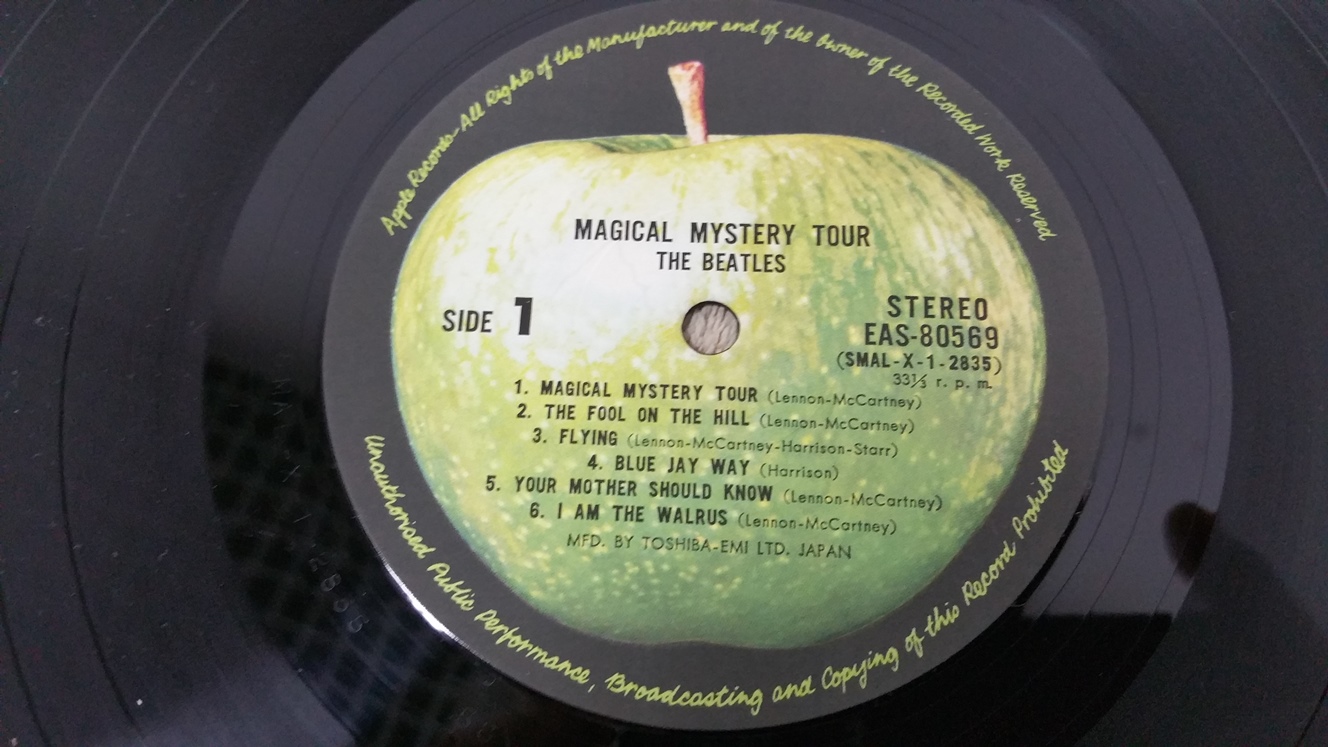 Apple Records-All Rights of the Manufacturer and of the Owner of the Recorded Work Reserved
MAGICAL MYSTERY TOUR
THE BEATLES
SIDE 1
STEREO
EAS-80569
(SMAL-X-1-2835)
33⅓ r. p. m.
1. MAGICAL MYSTERY TOUR (Lennon-McCartney)
2. THE FOOL ON THE HILL (Lennon-McCartney)
3. FLYING (Lennon-McCartney-Harrison-Starr)
4. BLUE JAY WAY (Harrison)
5. YOUR MOTHER SHOULD KNOW (Lennon-McCartney)
6. I AM THE WALRUS (Lennon-McCartney)
MFD. BY TOSHIBA-EMI LTD. JAPAN
Unauthorised Public Performance, Broadcasting and Copying of this Record Prohibited